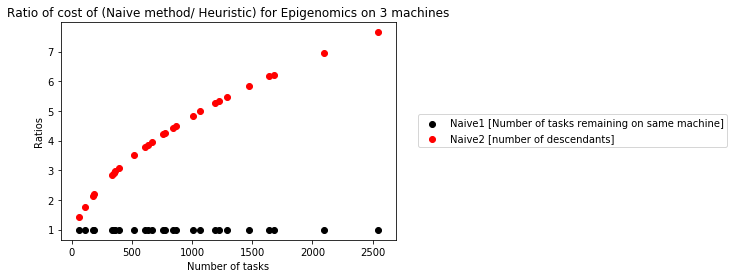 Ratio of cost of (Naive method/ Heuristic) for Epigenomics on 3 machines
7
6
5
4
3
2
1
Ratios
0
500
1000
1500
2000
2500
Number of tasks
Naive1 [Number of tasks remaining on same machine]
Naive2 [number of descendants]